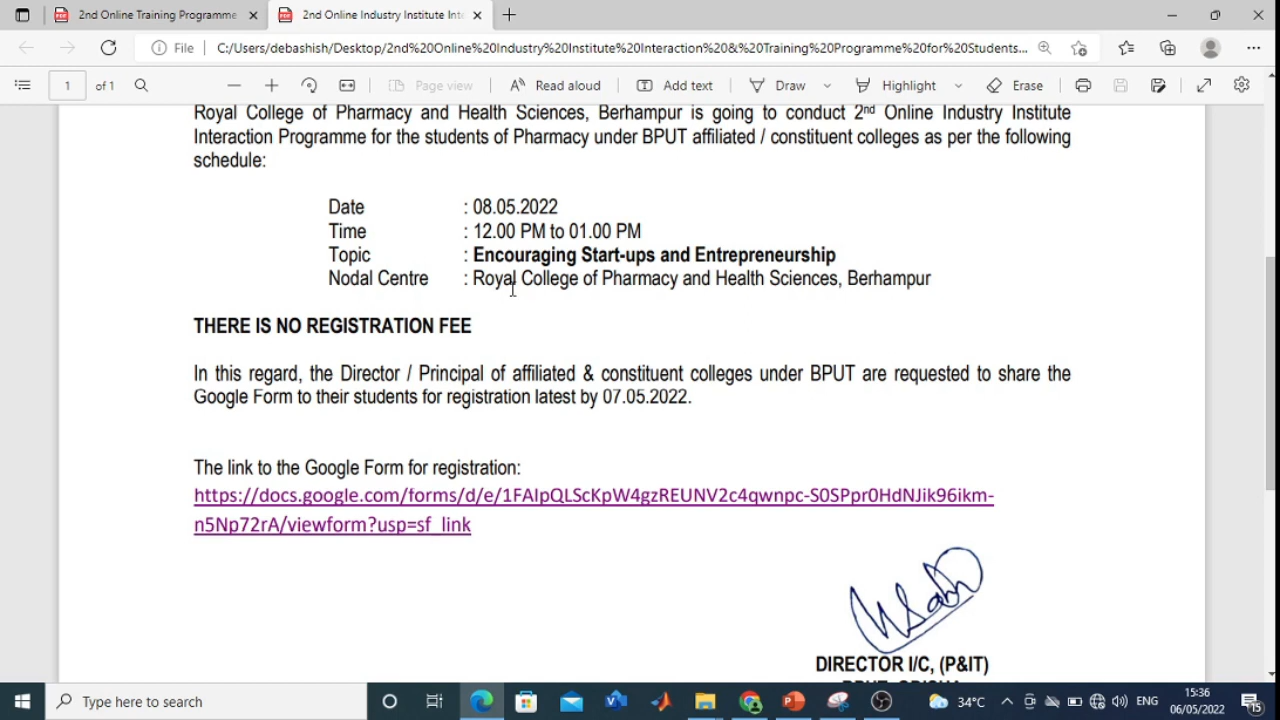 2nd Online Training Programme
2nd Online Industry Institute Inte
File
C:/Users/debashish/Desktop/2nd%20Online%20Industry%20Institute%20Interaction%20&%20Training%20Programme%20for%20Students...
1
of 1
Page view
Read aloud
Add text
Draw
Highlight
Erase
Royal College of Pharmacy and Health Sciences, Berhampur is going to conduct 2nd Online Industry Institute
Interaction Programme for the students of Pharmacy under BPUT affiliated / constituent colleges as per the following
schedule:
Date : 08.05.2022
Time : 12.00 PM to 01.00 PM
Topic : Encouraging Start-ups and Entrepreneurship
Nodal Centre : Royal College of Pharmacy and Health Sciences, Berhampur
THERE IS NO REGISTRATION FEE
In this regard, the Director / Principal of affiliated & constituent colleges under BPUT are requested to share the
Google Form to their students for registration latest by 07.05.2022.
The link to the Google Form for registration:
https://docs.google.com/forms/d/e/1FAIpQLScKpW4gzREUNV2c4qwnpc-S0SPpr0HdNJik96ikm-
n5Np72rA/viewform?usp=sf_link
DIRECTOR I/C, (P&IT)
BPUT, ORISHA
Type here to search
34°C
ENG
15:36
06/05/2022
15